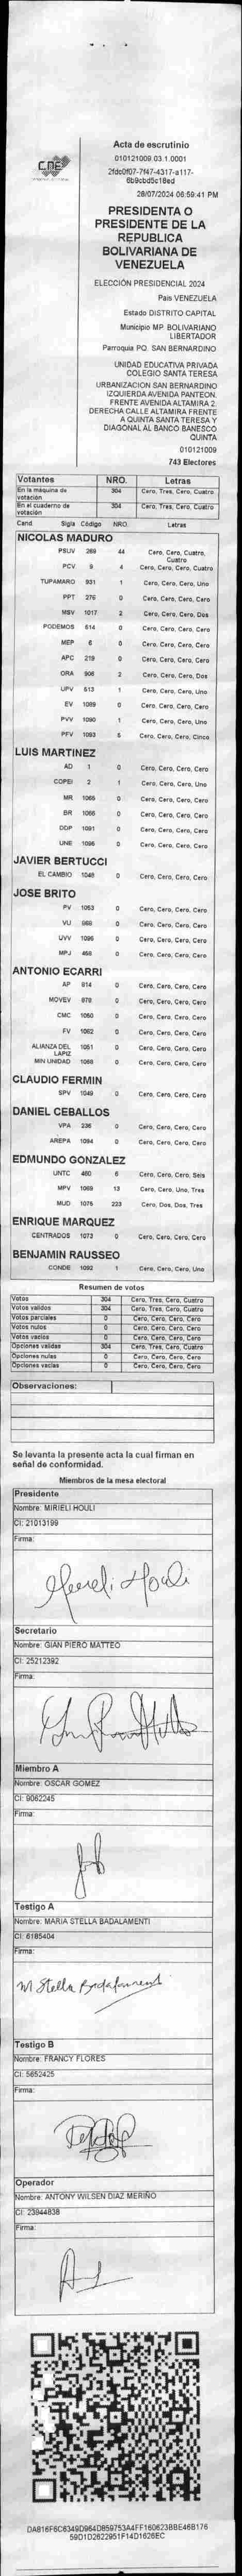 CNE
Acta de escrutinio
010121009.03.1.0001
2fdc0f07-7f47-4317-a117-
6b9cbd5c18ed
28/07/2024 06:59:41 PM
PRESIDENTA O
PRESIDENTE DE LA
REPUBLICA
BOLIVARIANA DE
VENEZUELA
ELECCIÓN PRESIDENCIAL 2024
Pais VENEZUELA
Estado DISTRITO CAPITAL
Municipio MP. BOLIVARIANO
LIBERTADOR
Parroquia PQ. SAN BERNARDINO
UNIDAD EDUCATIVA PRIVADA
COLEGIO SANTA TERESA
URBANIZACION SAN BERNARDINO
IZQUIERDA AVENIDA PANTEON.
FRENTE AVENIDA ALTAMIRA 2.
DERECHA CALLE ALTAMIRA FRENTE
A QUINTA SANTA TERESA Y
DIAGONAL AL BANCO BANESCO
QUINTA
010121009
743 Electores
Votantes NRO. Letras
En la máquina de votación 304 Cero, Tres, Cero, Cuatro
En el cuaderno de votación 304 Cero, Tres, Cero, Cuatro
Cand Sigla Código NRO. Letras
NICOLAS MADURO
PSUV 269 44 Cero, Cero, Cuatro, Cuatro
PCV 9 4 Cero, Cero, Cero, Cuatro
TUPAMARO 931 1 Cero, Cero, Cero, Uno
PPT 276 0 Cero, Cero, Cero, Cero
MSV 1017 2 Cero, Cero, Cero, Dos
PODEMOS 614 0 Cero, Cero, Cero, Cero
MEP 6 0 Cero, Cero, Cero, Cero
APC 219 0 Cero, Cero, Cero, Cero
ORA 906 2 Cero, Cero, Cero, Dos
UPV 513 1 Cero, Cero, Cero, Uno
EV 1089 0 Cero, Cero, Cero, Cero
PVV 1090 1 Cero, Cero, Cero, Uno
PFV 1093 5 Cero, Cero, Cero, Cinco
LUIS MARTINEZ
AD 1 0 Cero, Cero, Cero, Cero
COPEI 2 1 Cero, Cero, Cero, Uno
MR 1065 0 Cero, Cero, Cero, Cero
BR 1066 0 Cero, Cero, Cero, Cero
DDP 1091 0 Cero, Cero, Cero, Cero
UNE 1096 0 Cero, Cero, Cero, Cero
JAVIER BERTUCCI
EL CAMBIO 1048 0 Cero, Cero, Cero, Cero
JOSE BRITO
PV 1053 0 Cero, Cero, Cero, Cero
VU 969 0 Cero, Cero, Cero, Cero
UVV 1095 0 Cero, Cero, Cero, Cero
MPJ 458 0 Cero, Cero, Cero, Cero
ANTONIO ECARRI
AP 814 0 Cero, Cero, Cero, Cero
MOVEV 878 0 Cero, Cero, Cero, Cero
CMC 1050 0 Cero, Cero, Cero, Cero
FV 1062 0 Cero, Cero, Cero, Cero
ALIANZA DEL LAPIZ 1051 0 Cero, Cero, Cero, Cero
MIN UNIDAD 1088 0 Cero, Cero, Cero, Cero
CLAUDIO FERMIN
SPV 1049 0 Cero, Cero, Cero, Cero
DANIEL CEBALLOS
VPA 236 0 Cero, Cero, Cero, Cero
AREPA 1094 0 Cero, Cero, Cero, Cero
EDMUNDO GONZALEZ
UNTC 460 6 Cero, Cero, Cero, Seis
MPV 1069 13 Cero, Cero, Uno, Tres
MUD 1075 223 Cero, Dos, Dos, Tres
ENRIQUE MARQUEZ
CENTRADOS 1073 0 Cero, Cero, Cero, Cero
BENJAMIN RAUSSEO
CONDE 1092 1 Cero, Cero, Cero, Uno
Resumen de votos
Votos 304 Cero, Tres, Cero, Cuatro
Votos validos 304 Cero, Tres, Cero, Cuatro
Votos parciales 0 Cero, Cero, Cero, Cero
Votos nulos 0 Cero, Cero, Cero, Cero
Votos vacios 0 Cero, Cero, Cero, Cero
Opciones validas 304 Cero, Tres, Cero, Cuatro
Opciones nulas 0 Cero, Cero, Cero, Cero
Opciones vacias 0 Cero, Cero, Cero, Cero
Observaciones:
Se levanta la presente acta la cual firman en
señal de conformidad.
Miembros de la mesa electoral
Presidente
Nombre: MIRIELI HOULI
CI: 21013199
Firma:
Secretario
Nombre: GIAN PIERO MATTEO
CI: 25212392
Firma:
Miembro A
Nombre: OSCAR GOMEZ
CI: 9062245
Firma:
Testigo A
Nombre: MARIA STELLA BADALAMENTI
CI: 6185404
Firma:
M Stella Badalamenti
Testigo B
Nombre: FRANCY FLORES
CI: 5652425
Firma:
Operador
Nombre: ANTONY WILSEN DIAZ MERIÑO
CI: 23944838
Firma:
DA816F6C6349D964D859753A4FF160623BBE46B176
59D1D2622951F14D1626EC